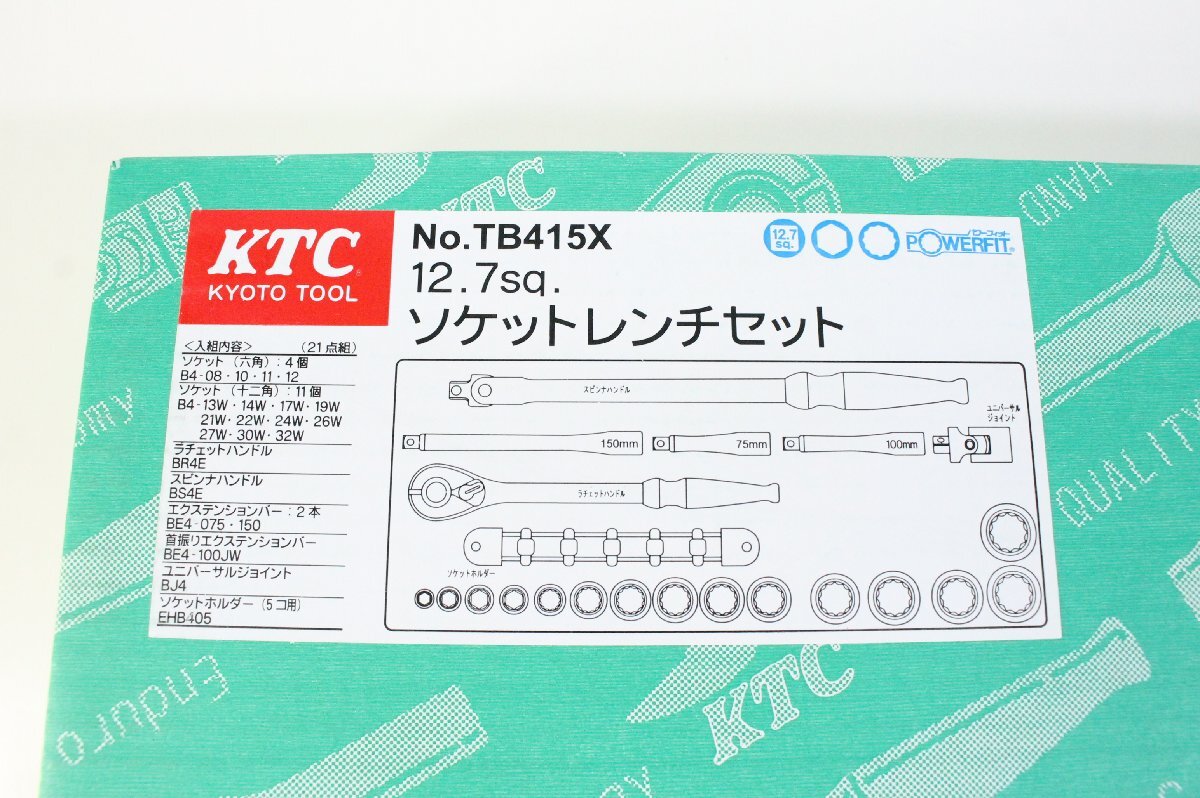 KTC
HAND
KTC
KYOTO TOOL
No.TB415X
12.7sq.
ソケットレンチセット
12.7
sq.
パワーフィット
POWERFIT
<入組内容> (21点組)
ソケット (六角) : 4個
B4-08・10・11・12
ソケット (十二角) : 11個
B4-13W・14W・17W・19W
21W・22W・24W・26W
27W・30W・32W
ラチェットハンドル
BR4E
スピンナハンドル
BS4E
エクステンションバー : 2本
BE4-075・150
首振りエクステンションバー
BE4-100JW
ユニバーサルジョイント
BJ4
ソケットホルダー (5コ用)
EHB405
スピンナハンドル
ユニバーサル
ジョイント
150mm
75mm
100mm
ラチェットハンドル
ソケットホルダー
QUALITY
Enduro
KTC